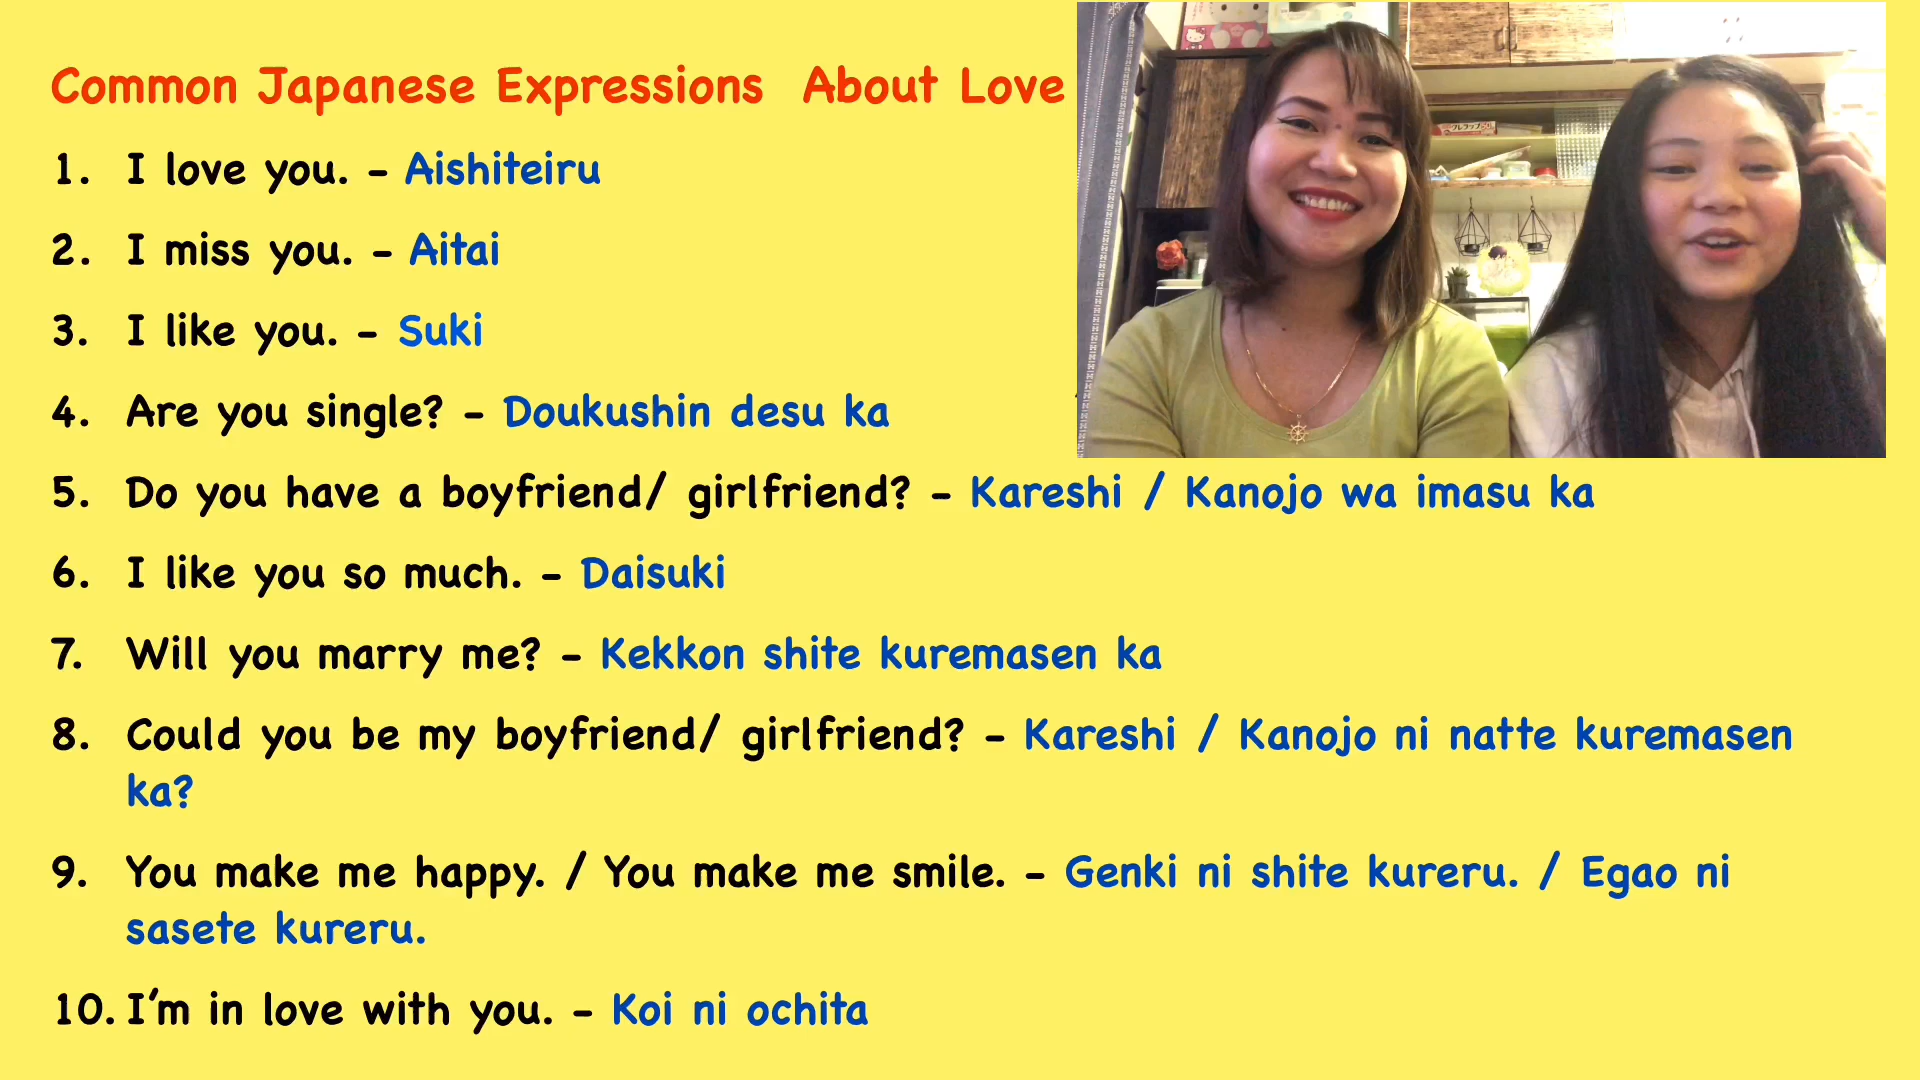 Common Japanese Expressions About Love
1. I love you. – Aishiteiru
2. I miss you. – Aitai
3. I like you. – Suki
4. Are you single? – Doukushin desu ka
5. Do you have a boyfriend/ girlfriend? – Kareshi / Kanojo wa imasu ka
6. I like you so much. – Daisuki
7. Will you marry me? – Kekkon shite kuremasen ka
8. Could you be my boyfriend/ girlfriend? – Kareshi / Kanojo ni natte kuremasen
ka?
9. You make me happy. / You make me smile. – Genki ni shite kureru. / Egao ni
sasete kureru.
10. I’m in love with you. – Koi ni ochita